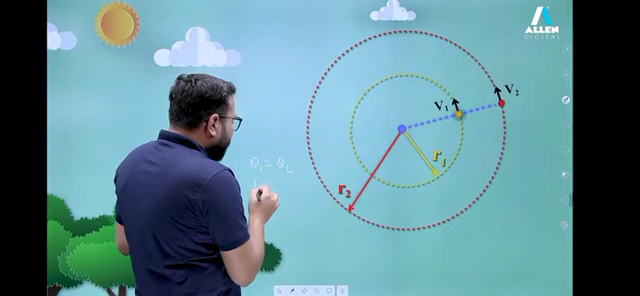 ALLEN
DIGITAL
V₁
V₂
θ₁ = θ₂
r₁
r₂